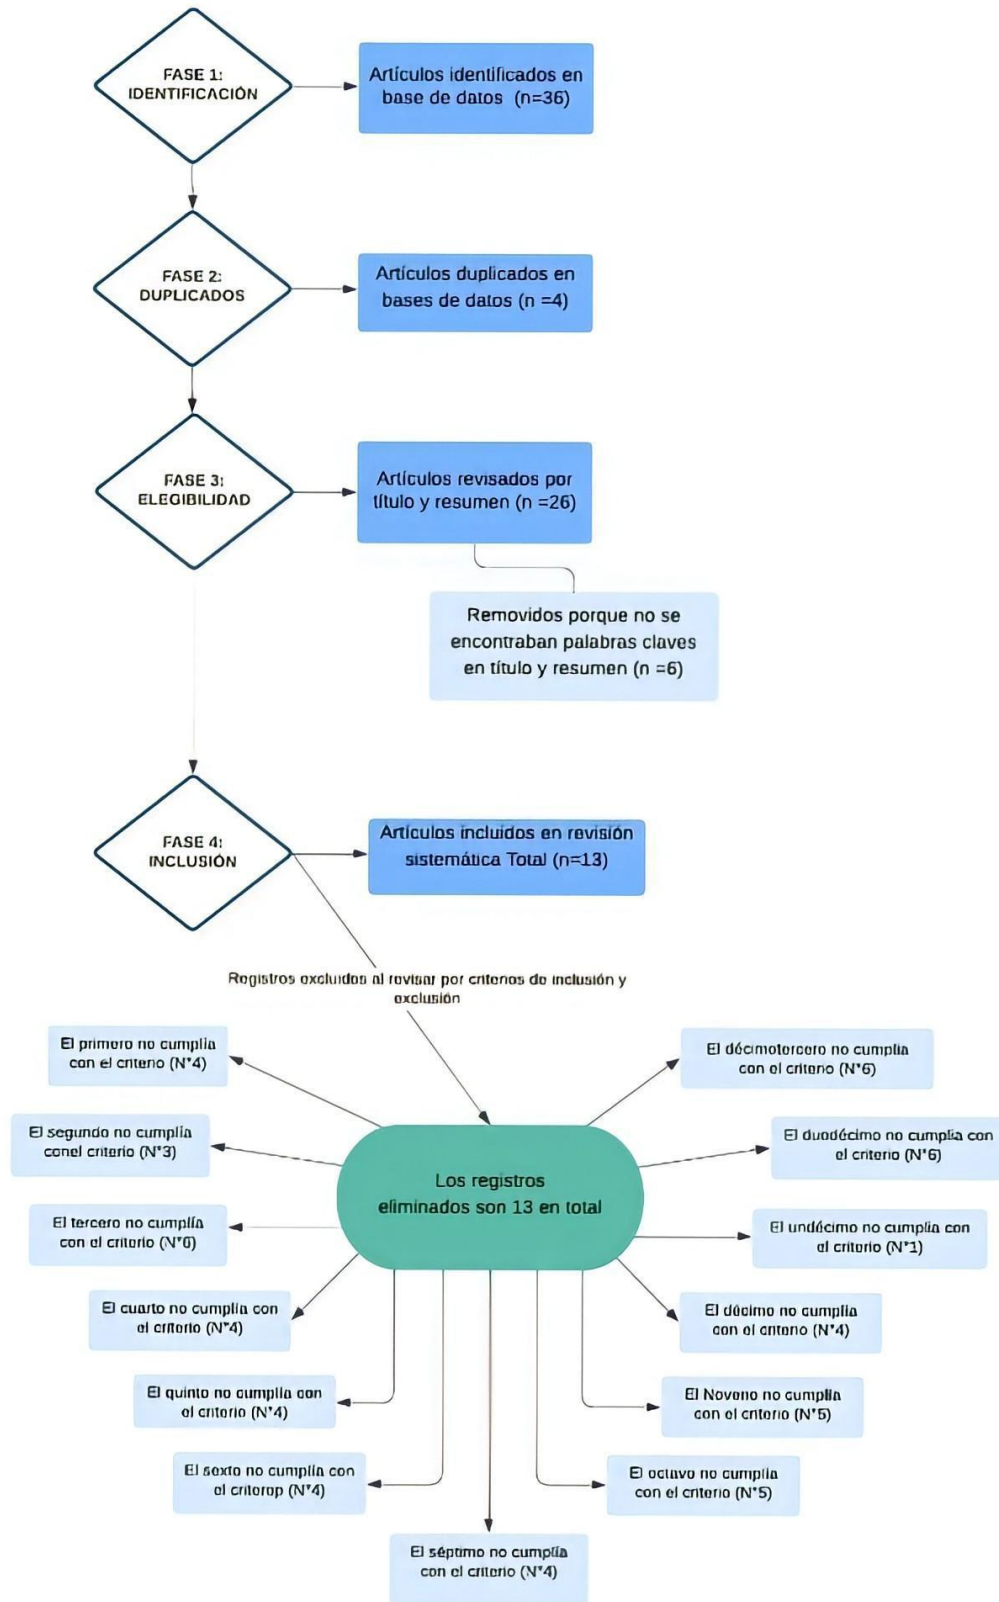 FASE 1:
IDENTIFICACIÓN
Artículos identificados en
base de datos (n=36)
FASE 2:
DUPLICADOS
Artículos duplicados en
bases de datos (n =4)
FASE 3:
ELEGIBILIDAD
Artículos revisados por
título y resumen (n =26)
Removidos porque no se
encontraban palabras claves
en título y resumen (n =6)
FASE 4:
INCLUSIÓN
Artículos incluidos en revisión
sistemática Total (n=13)
Registros excluidos al revisar por criterios de inclusión y
exclusión
El primero no cumplía
con el criterio (N°4)
El décimotercero no cumplía
con el criterio (N°6)
El segundo no cumplía
conel criterio (N°3)
El duodécimo no cumplia con
el criterio (N°6)
Los registros
eliminados son 13 en total
El tercero no cumplía
con el criterio (N°6)
El undécimo no cumplia con
el criterio (N°1)
El cuarto no cumplía con
el criterio (N°4)
El décimo no cumplía
con el criterio (N°4)
El quinto no cumplía con
el criterio (N°4)
El Noveno no cumplía
con el criterio (N°5)
El sexto no cumplía con
el criterop (N°4)
El octavo no cumplía
con el criterio (N°5)
El séptimo no cumplía
con el criterio (N°4)